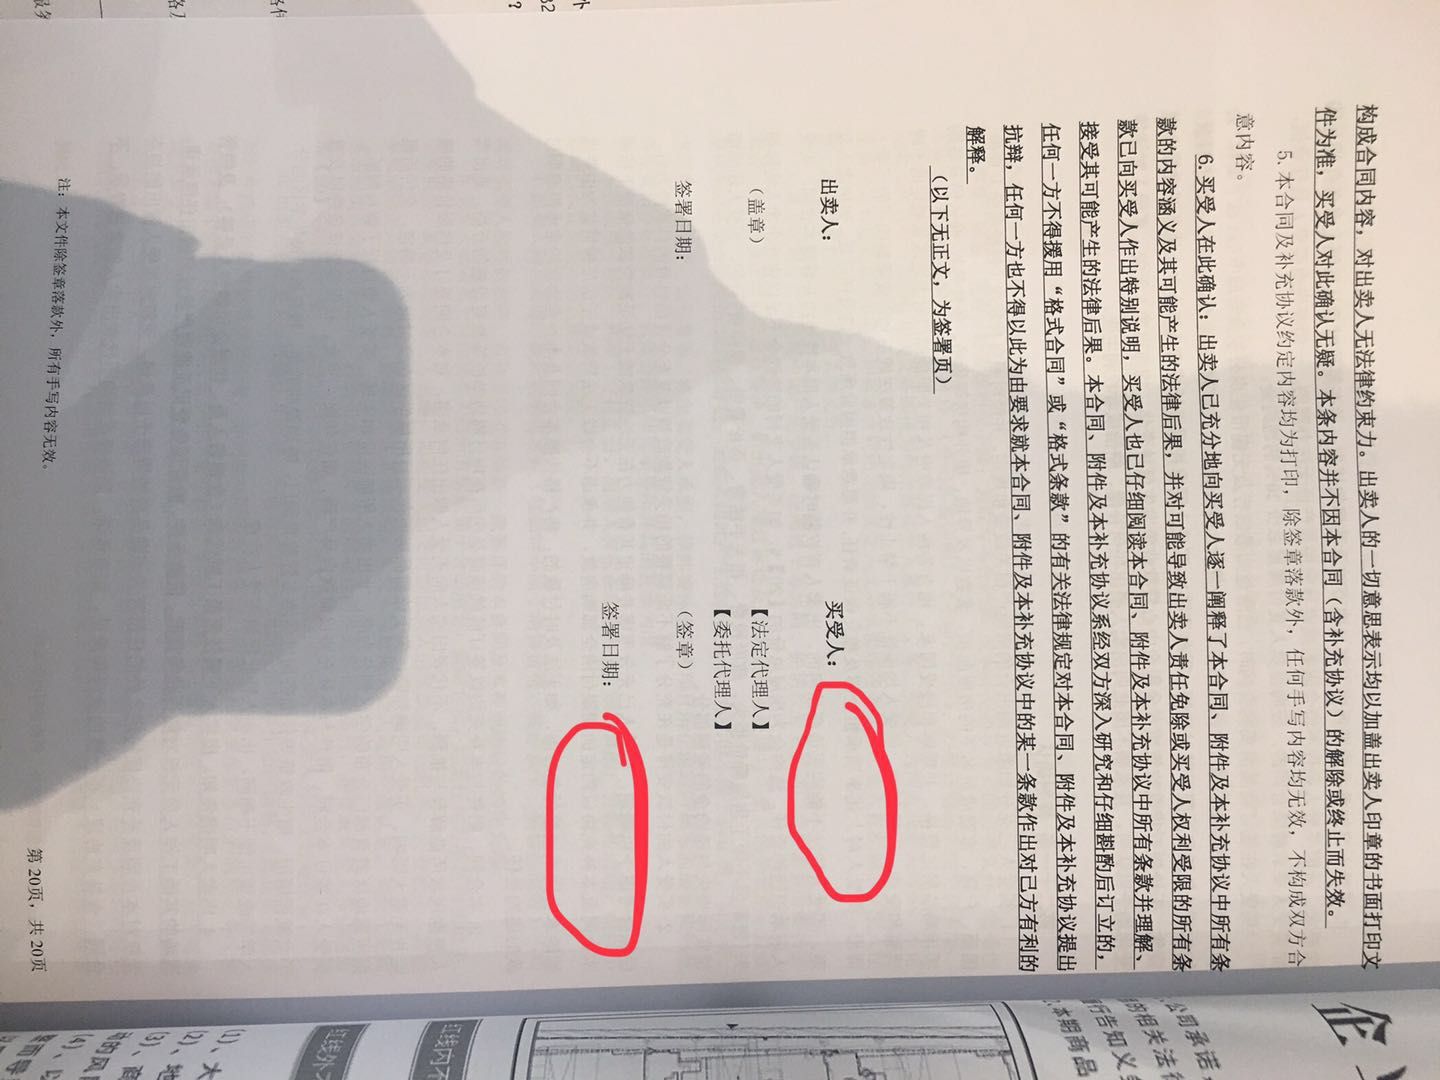 构成合同内容，对出卖人无法律约束力。出卖人的一切意思表示均以加盖出卖人印章的书面打印文
件为准，买受人对此确认无疑。本条内容并不因本合同（含补充协议）的解除或终止而失效。
5.本合同及补充协议约定内容均为打印，除签章落款外，任何手写内容均无效，不构成双方合
意内容。
6.买受人在此确认：出卖人已充分地向买受人逐一阐释了本合同、附件及本补充协议中所有条
款的内容涵义及其可能产生的法律后果，并对可能导致出卖人责任免除或买受人权利受限的所有条
款已向买受人作出特别说明，买受人也已仔细阅读本合同、附件及本补充协议中所有条款并理解、
接受其可能产生的法律后果。本合同、附件及本补充协议系经双方深入研究和仔细斟酌后订立的，
任何一方不得援用“格式合同”或“格式条款”的有关法律规定对本合同、附件及本补充协议提出
抗辩，任何一方也不得以此为由要求就本合同、附件及本补充协议中的某一条款作出对己方有利的
解释。
（以下无正文，为签署页）
出卖人：
买受人：
（盖章）
【法定代理人】
【委托代理人】
签署日期：
（签章）
签署日期：
注：本文件除签章落款外，所有手写内容无效。
第 20页，共 20页
企
公司承诺
的相关法
行告知义
本期商品
红线内不
红线外不
(1)、大
(2)、地
(3)、商
动的风
(4)、以
整而导